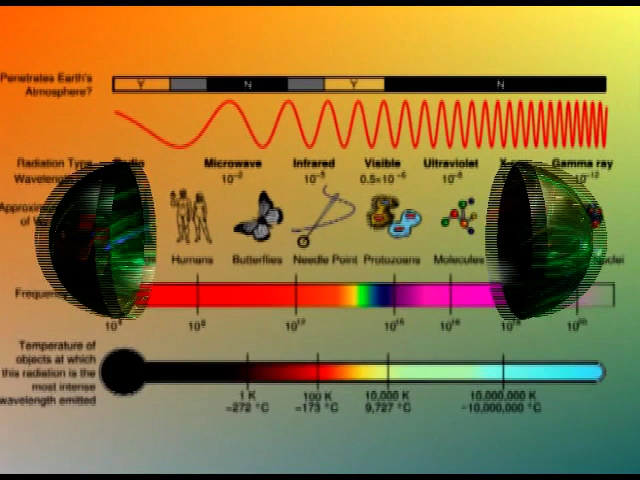 Penetrates Earth's
Atmosphere?
Y N Y N
Radiation Type Radio Microwave Infrared Visible Ultraviolet X-ray Gamma ray
Wavelength 10⁻² 10⁻⁵ 0.5×10⁻⁶ 10⁻⁸ 10⁻¹²
of
Humans Butterflies Needle Point Protozoans Molecules
10⁸ 10¹² 10¹⁵ 10¹⁶ 10¹⁸ 10²⁰
Temperature of
objects at which
this radiation is the
most intense
wavelength emitted
1 K 100 K 10,000 K 10,000,000 K
−272 °C −173 °C 9,727 °C ~10,000,000 °C